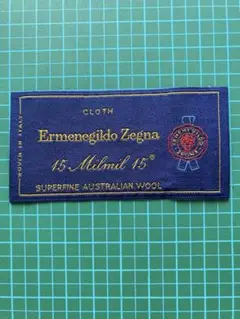 CLOTH
Ermenegildo Zegna
15 Milmil 15®
SUPERFINE AUSTRALIAN WOOL
WOVEN IN ITALY